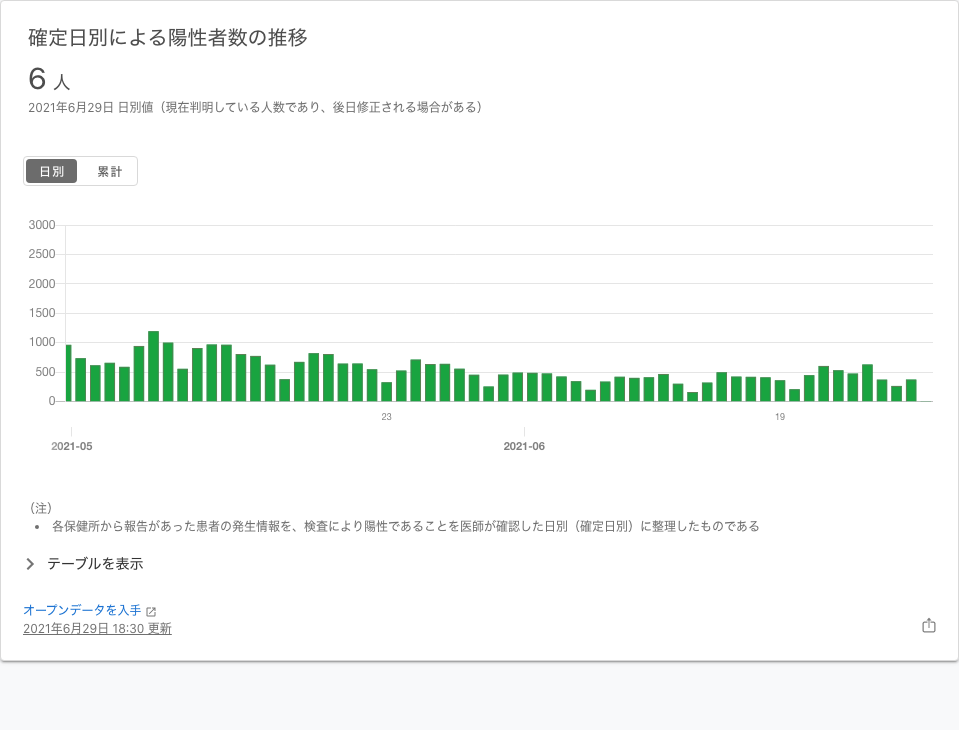 確定日別による陽性者数の推移
6 人
2021年6月29日 日別値（現在判明している人数であり、後日修正される場合がある）
日別 累計
3000
2500
2000
1500
1000
500
0
23 19
2021-05 2021-06
（注）
• 各保健所から報告があった患者の発生情報を、検査により陽性であることを医師が確認した日別（確定日別）に整理したものである
テーブルを表示
オープンデータを入手
2021年6月29日 18:30 更新